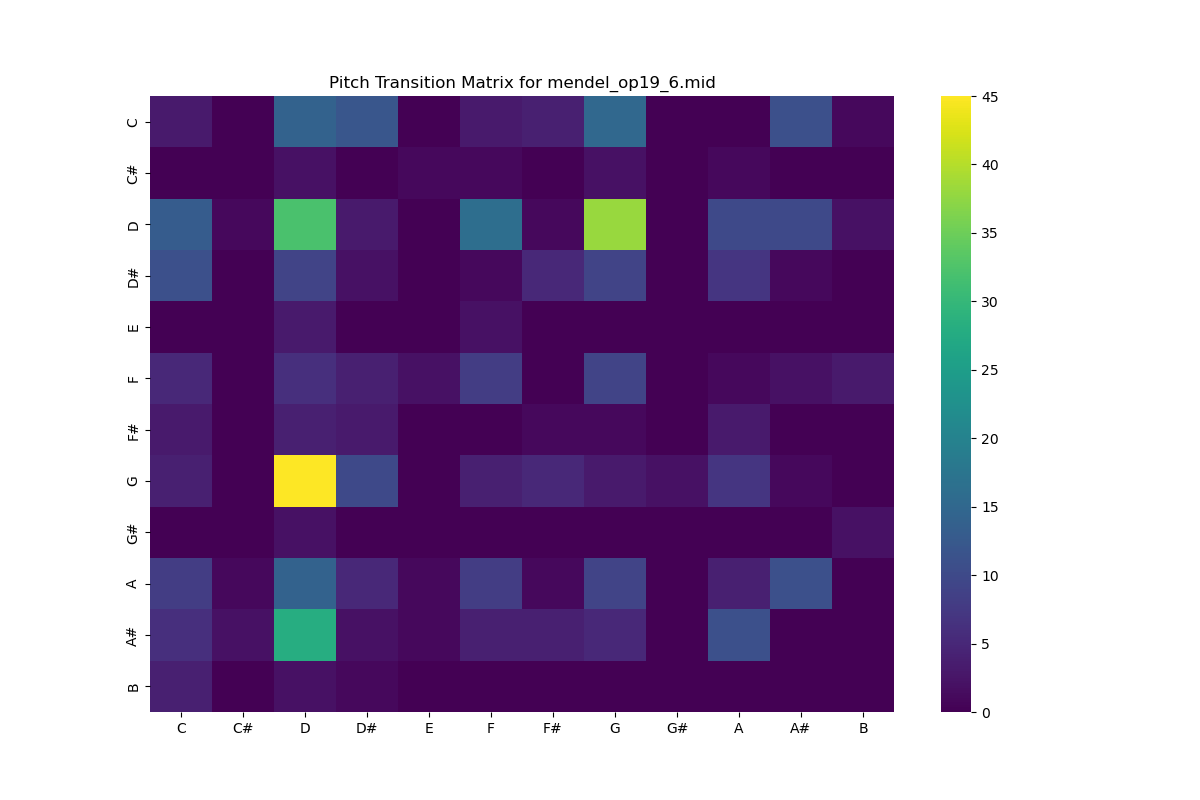 Pitch Transition Matrix for mendel_op19_6.mid
C
C#
D
D#
E
F
F#
G
G#
A
A#
B
C C# D D# E F F# G G# A A# B
45
40
35
30
25
20
15
10
5
0